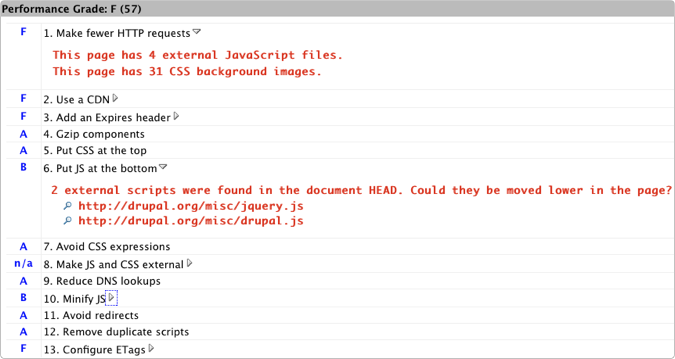 Performance Grade: F (57)
F 1. Make fewer HTTP requests
This page has 4 external JavaScript files.
This page has 31 CSS background images.
F 2. Use a CDN
F 3. Add an Expires header
A 4. Gzip components
A 5. Put CSS at the top
B 6. Put JS at the bottom
2 external scripts were found in the document HEAD. Could they be moved lower in the page?
http://drupal.org/misc/jquery.js
http://drupal.org/misc/drupal.js
A 7. Avoid CSS expressions
n/a 8. Make JS and CSS external
A 9. Reduce DNS lookups
B 10. Minify JS
A 11. Avoid redirects
A 12. Remove duplicate scripts
F 13. Configure ETags